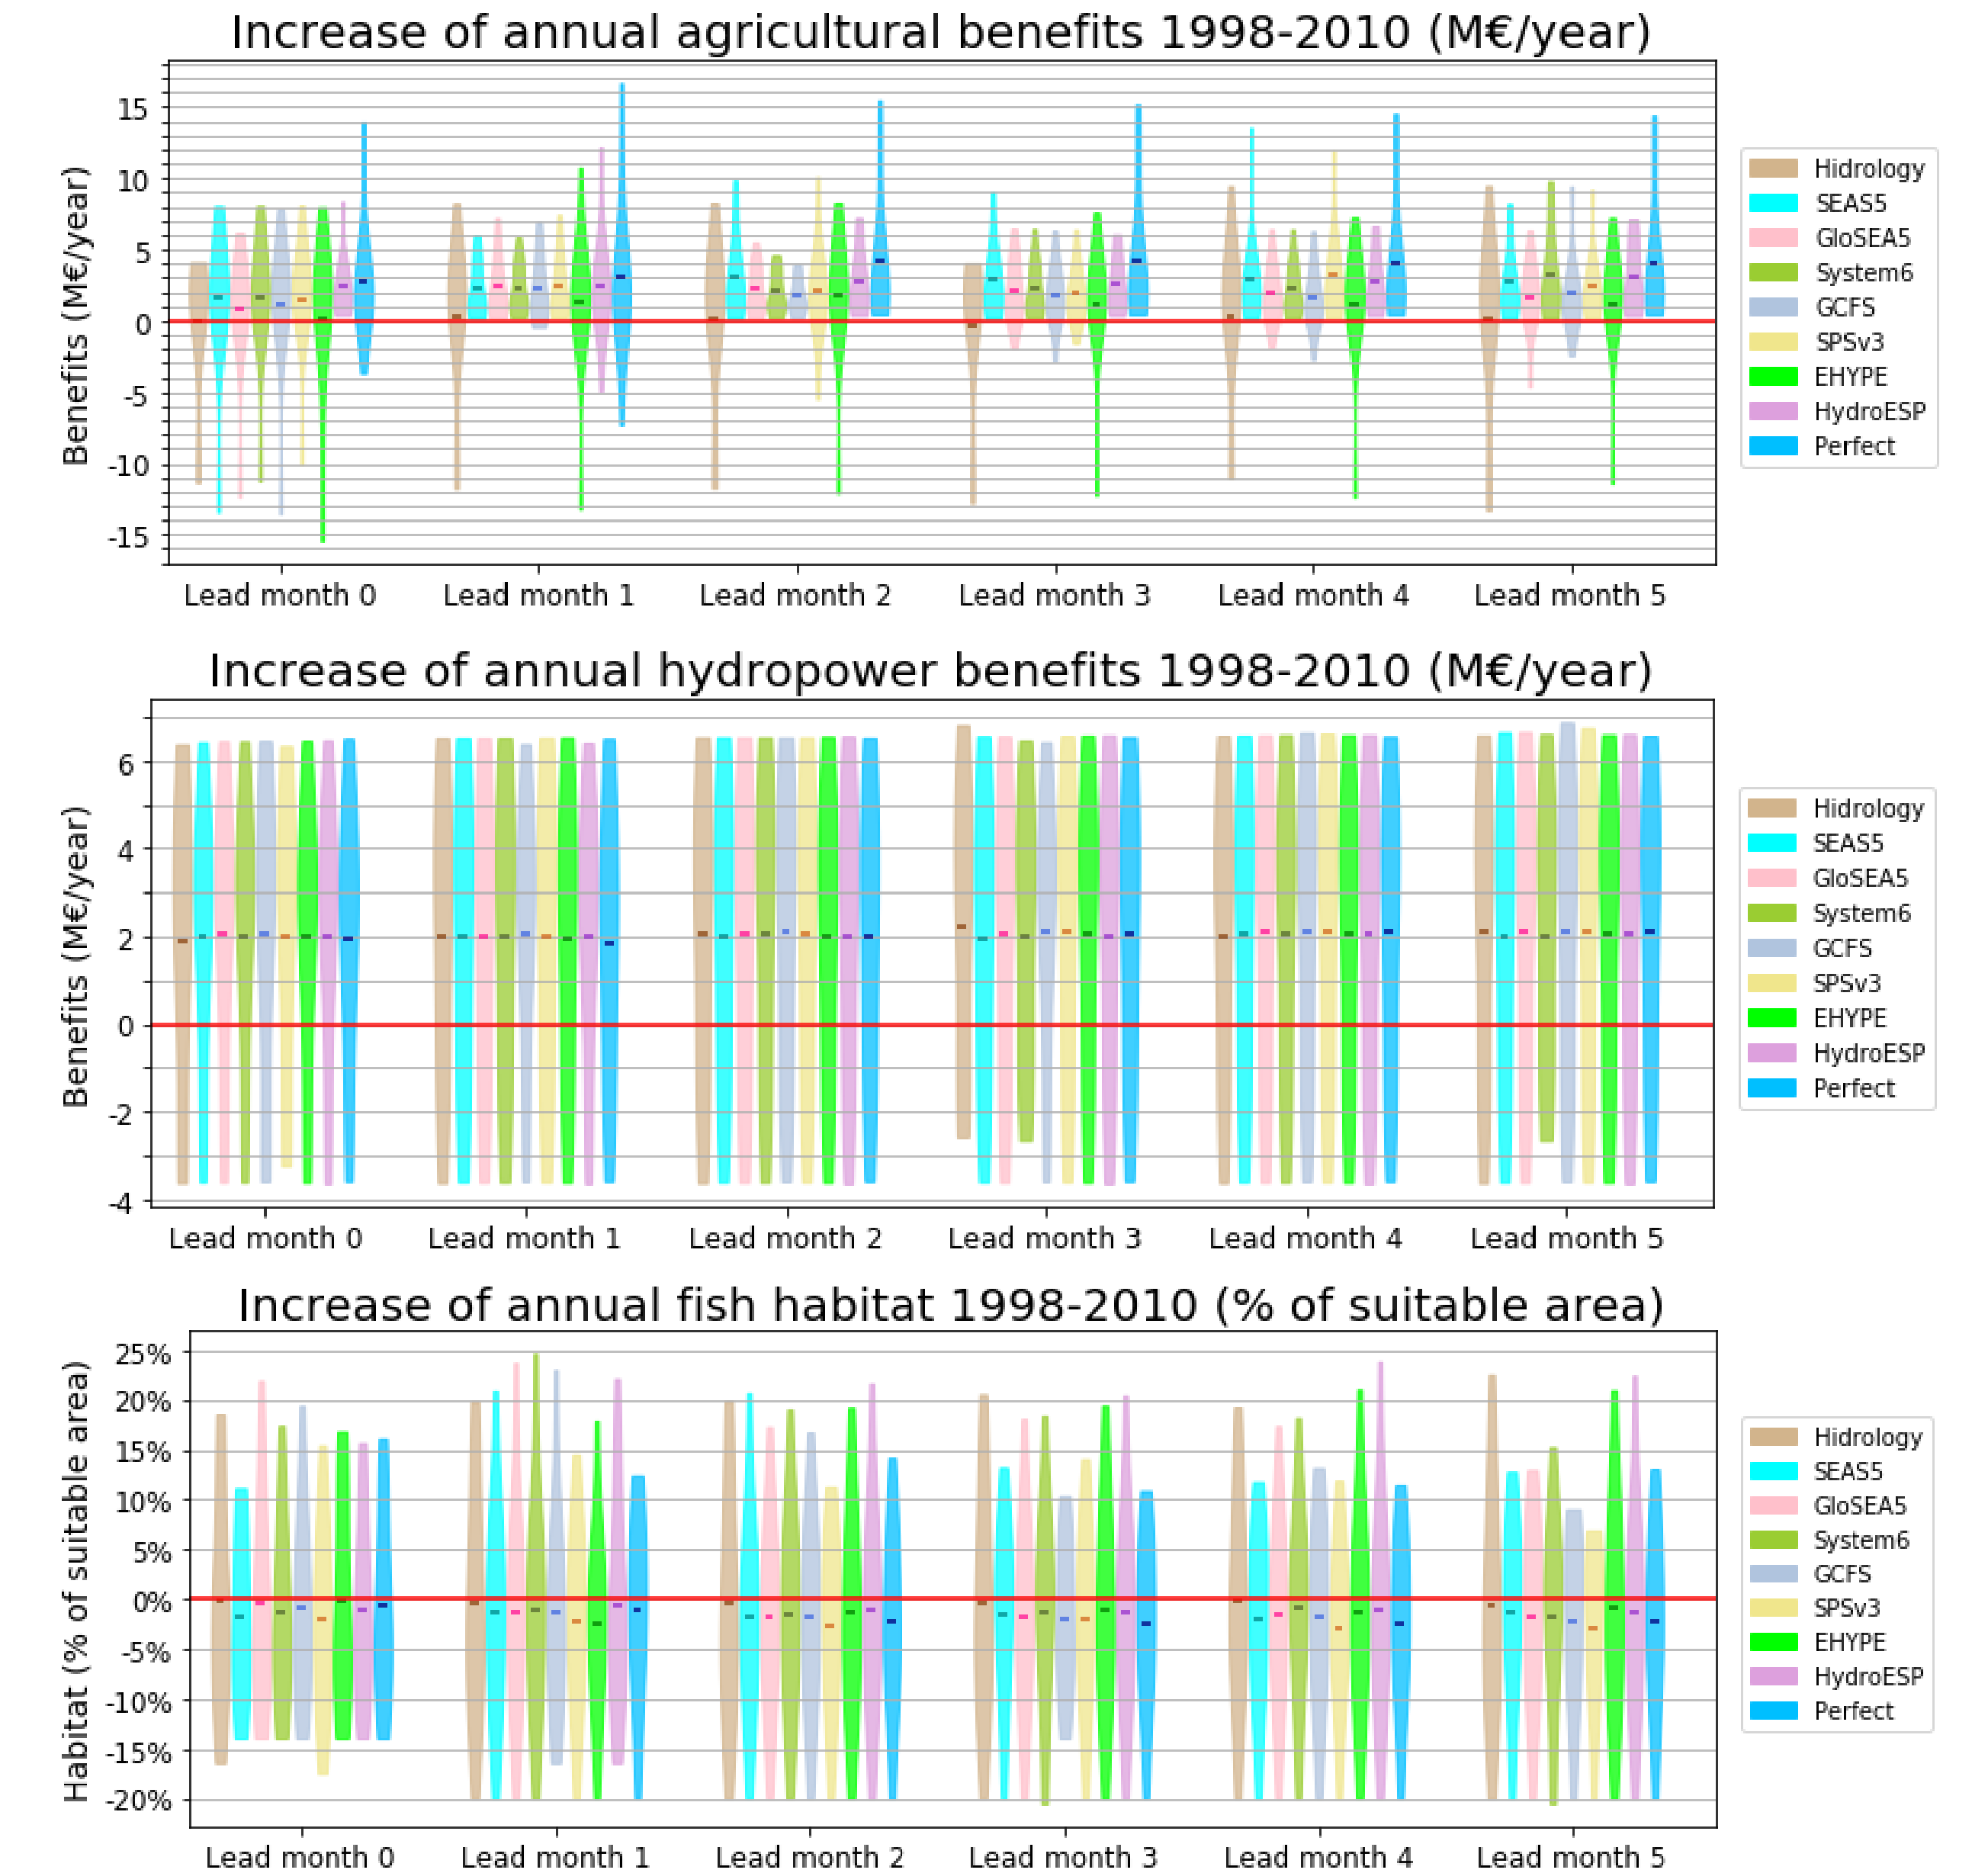 Increase of annual agricultural benefits 1998-2010 (M€/year)
Benefits (M€/year)
15
10
5
0
-5
-10
-15
Lead month 0 Lead month 1 Lead month 2 Lead month 3 Lead month 4 Lead month 5
Hidrology
SEAS5
GloSEA5
System6
GCFS
SPSv3
EHYPE
HydroESP
Perfect
Increase of annual hydropower benefits 1998-2010 (M€/year)
Benefits (M€/year)
6
4
2
0
-2
-4
Lead month 0 Lead month 1 Lead month 2 Lead month 3 Lead month 4 Lead month 5
Hidrology
SEAS5
GloSEA5
System6
GCFS
SPSv3
EHYPE
HydroESP
Perfect
Increase of annual fish habitat 1998-2010 (% of suitable area)
Habitat (% of suitable area)
25%
20%
15%
10%
5%
0%
-5%
-10%
-15%
-20%
Lead month 0 Lead month 1 Lead month 2 Lead month 3 Lead month 4 Lead month 5
Hidrology
SEAS5
GloSEA5
System6
GCFS
SPSv3
EHYPE
HydroESP
Perfect